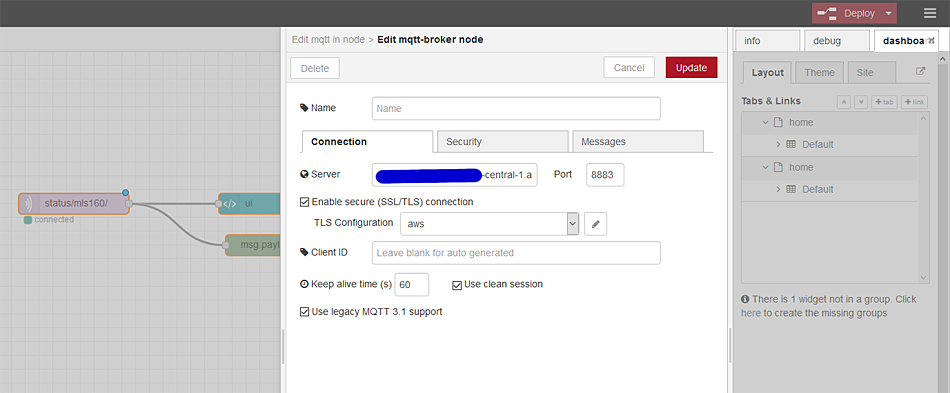 Deploy
Edit mqtt in node > Edit mqtt-broker node
info
debug
dashboa
Delete
Cancel
Update
Layout
Theme
Site
Name
Name
Tabs & Links
tab
link
home
Default
home
Default
Connection
Security
Messages
Server
-central-1.a
Port
8883
Enable secure (SSL/TLS) connection
TLS Configuration
aws
Client ID
Leave blank for auto generated
Keep alive time (s)
60
Use clean session
Use legacy MQTT 3.1 support
status/mls160/
connected
ui
msg.payl
There is 1 widget not in a group. Click
here to create the missing groups